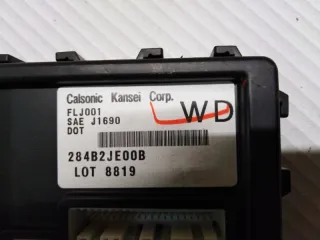 Calsonic Kansei Corp.
FLJ001
SAE J1690
DOT
WD
284B2JE00B
LOT 8819